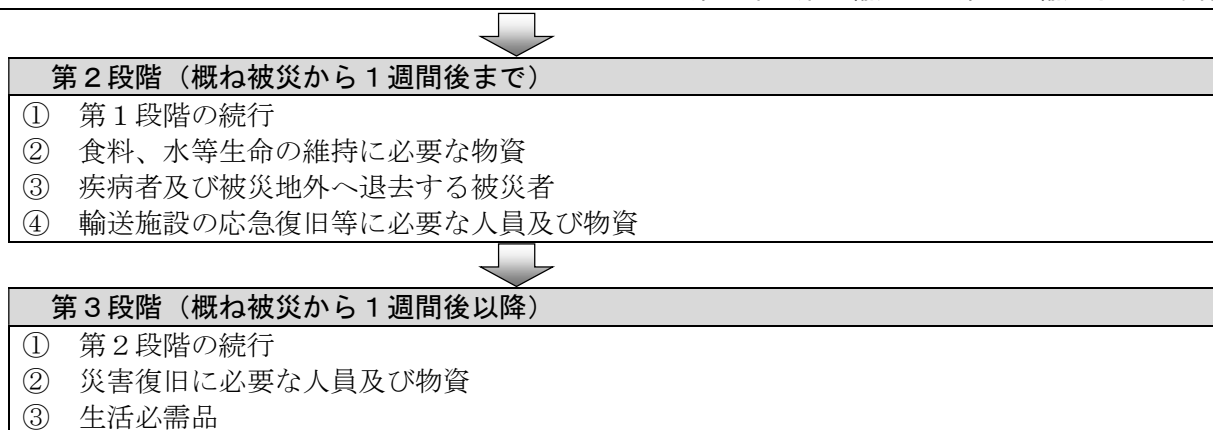 第２段階（概ね被災から１週間後まで）
① 第１段階の続行
② 食料、水等生命の維持に必要な物資
③ 疾病者及び被災地外へ退去する被災者
④ 輸送施設の応急復旧等に必要な人員及び物資
第３段階（概ね被災から１週間後以降）
① 第２段階の続行
② 災害復旧に必要な人員及び物資
③ 生活必需品